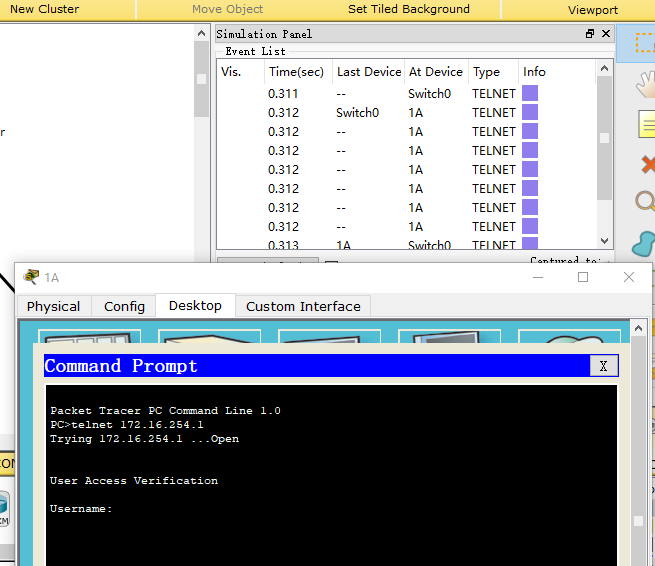 New Cluster Move Object Set Tiled Background Viewport
Simulation Panel
Event List
Vis. Time(sec) Last Device At Device Type Info
0.311 -- Switch0 TELNET
0.312 Switch0 1A TELNET
0.312 -- 1A TELNET
0.312 -- 1A TELNET
0.312 -- 1A TELNET
0.312 -- 1A TELNET
0.312 -- 1A TELNET
0.312 -- 1A TELNET
0.313 1A Switch0 TELNET
Captured to:
1A
Physical Config Desktop Custom Interface
Command Prompt X
Packet Tracer PC Command Line 1.0
PC>telnet 172.16.254.1
Trying 172.16.254.1 ...Open
User Access Verification
Username: